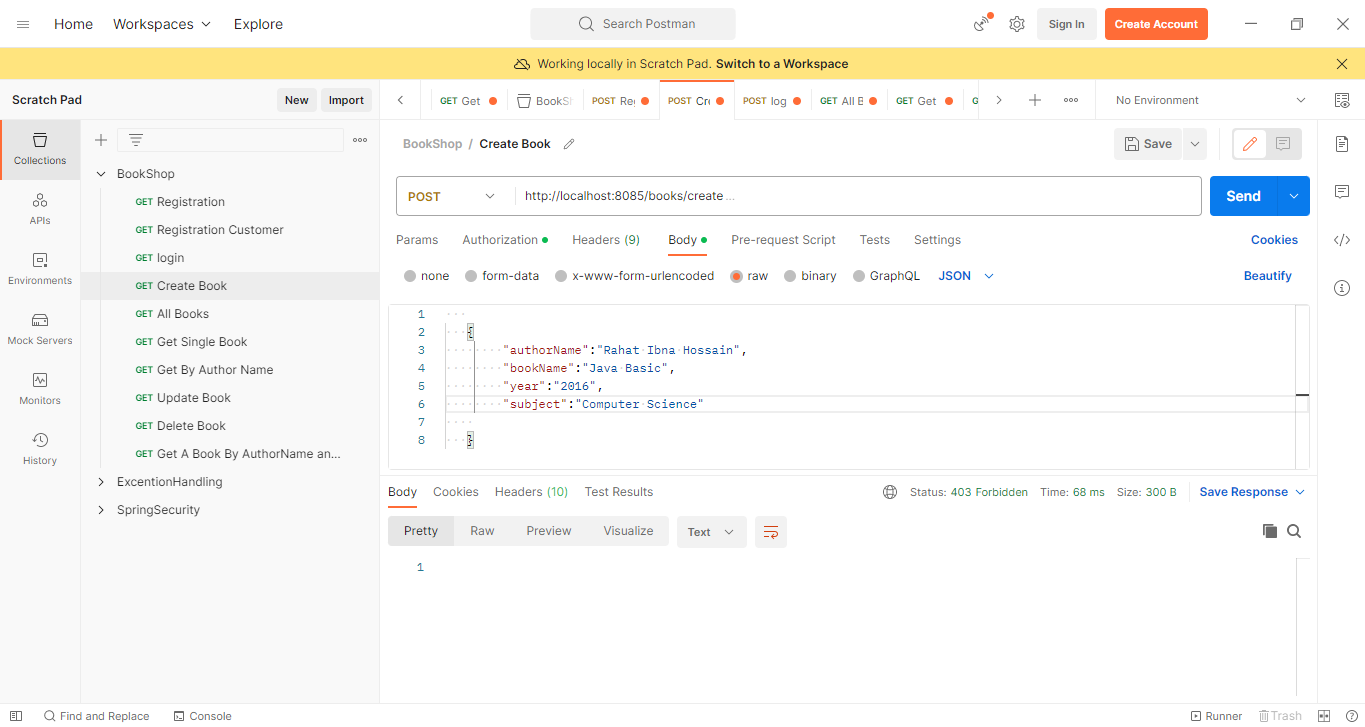 Home Workspaces Explore Search Postman Sign In Create Account
Working locally in Scratch Pad. Switch to a Workspace
Scratch Pad New Import
GET Get BookSh POST Reg POST Cre POST log GET All B GET Get G No Environment
Collections
APIs
Environments
Mock Servers
Monitors
History
BookShop
GET Registration
GET Registration Customer
GET login
GET Create Book
GET All Books
GET Get Single Book
GET Get By Author Name
GET Update Book
GET Delete Book
GET Get A Book By AuthorName an...
ExcentionHandling
SpringSecurity
BookShop / Create Book Save
POST http://localhost:8085/books/create ... Send
Params Authorization Headers (9) Body Pre-request Script Tests Settings Cookies
none form-data x-www-form-urlencoded raw binary GraphQL JSON Beautify
1
2 {
3 "authorName":"Rahat Ibna Hossain",
4 "bookName":"Java Basic",
5 "year":"2016",
6 "subject":"Computer Science"
7
8 }
Body Cookies Headers (10) Test Results Status: 403 Forbidden Time: 68 ms Size: 300 B Save Response
Pretty Raw Preview Visualize Text
1
Find and Replace Console Runner Trash